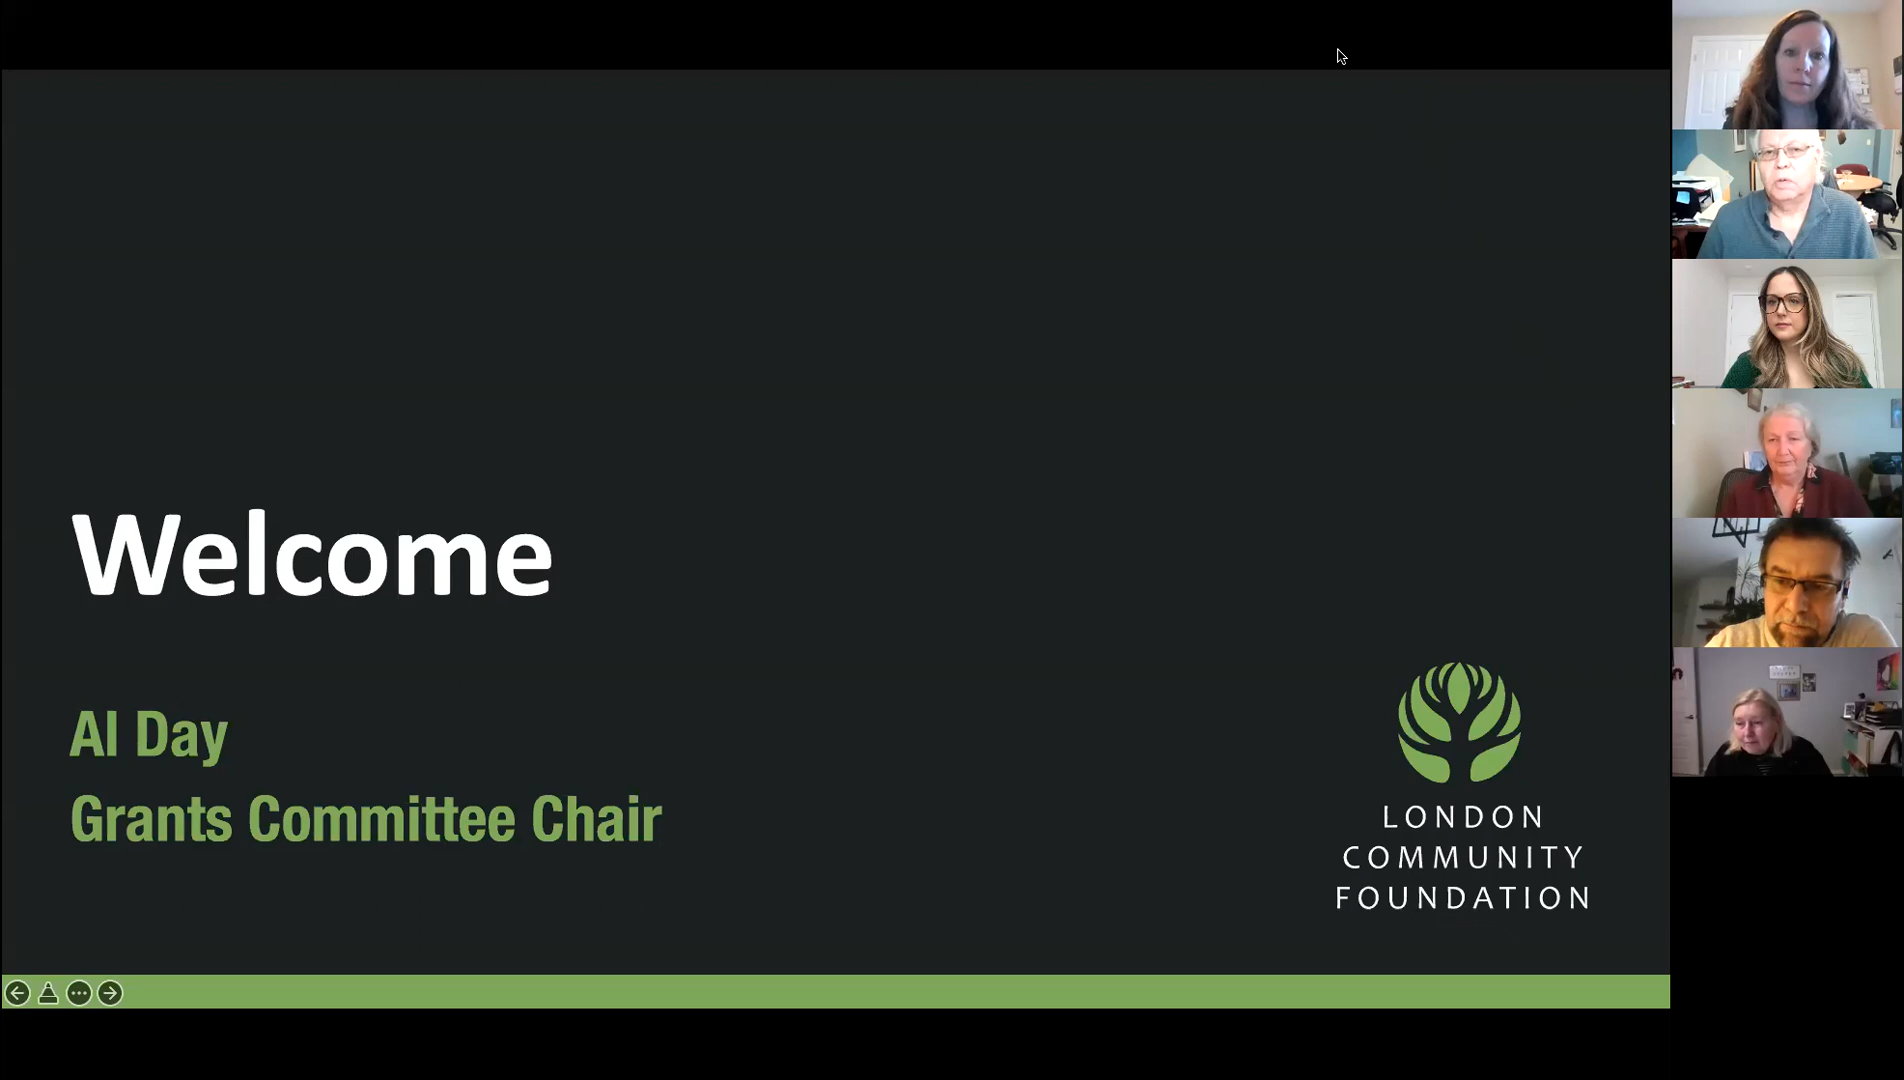 Welcome
Al Day
Grants Committee Chair
LONDON
COMMUNITY
FOUNDATION